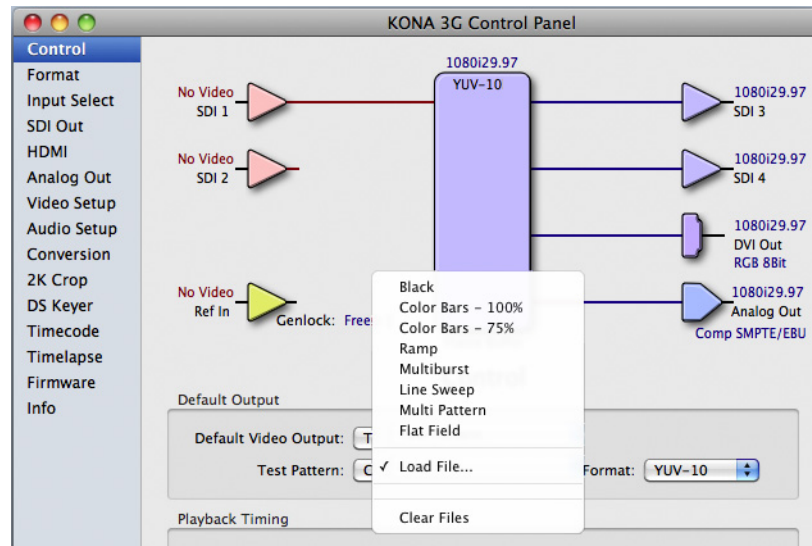 KONA 3G Control Panel
Control
Format
Input Select
SDI Out
HDMI
Analog Out
Video Setup
Audio Setup
Conversion
2K Crop
DS Keyer
Timecode
Timelapse
Firmware
Info
1080i29.97
YUV-10
No Video
SDI 1
No Video
SDI 2
No Video
Ref In
Genlock: Free
1080i29.97
SDI 3
1080i29.97
SDI 4
1080i29.97
DVI Out
RGB 8Bit
1080i29.97
Analog Out
Comp SMPTE/EBU
Black
Color Bars – 100%
Color Bars – 75%
Ramp
Multiburst
Line Sweep
Multi Pattern
Flat Field
✓ Load File...
Clear Files
Default Output
Default Video Output: T
Test Pattern: C
Format: YUV-10
Playback Timing